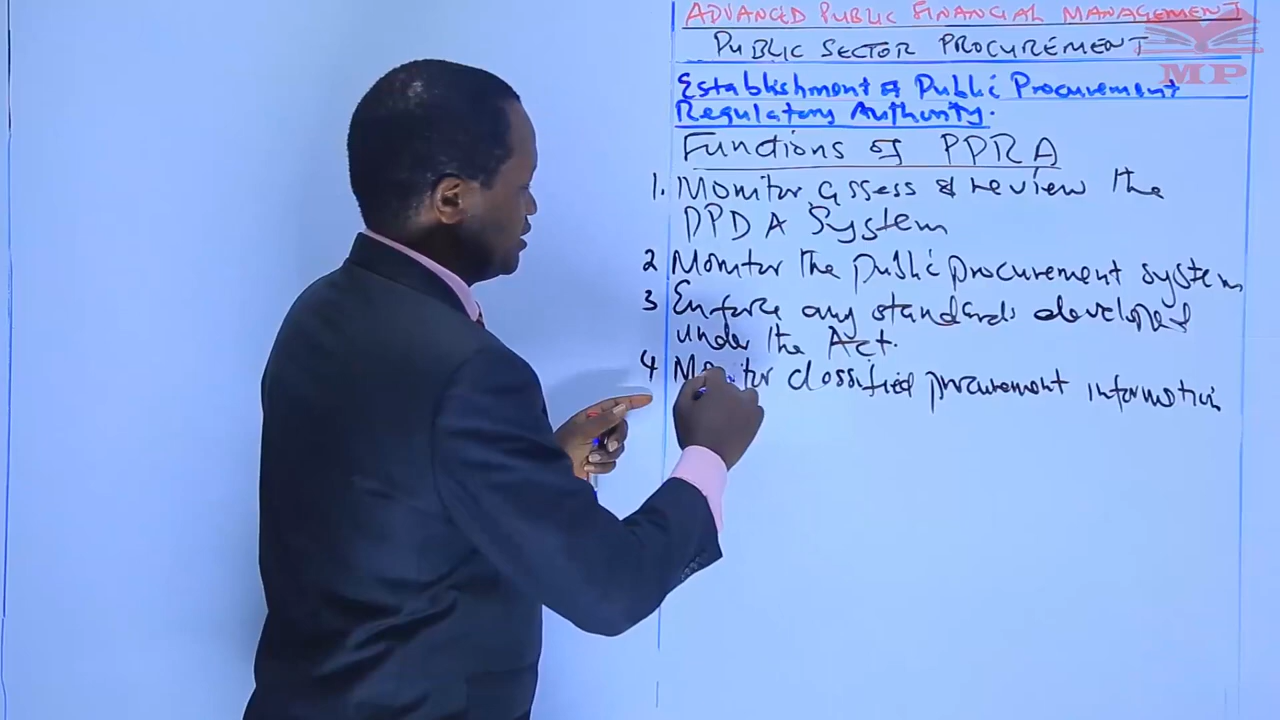 ADVANCED PUBLIC FINANCIAL MANAGEMENT
PUBLIC SECTOR PROCUREMENT
MP
Establishment of Public Procurement
Regulatory Authority.
Functions of PPRA
1. Monitor, assess & review the
PPDA System
2 Monitor the public procurement system
3 Enforce any standards developed
under the Act.
4 Monitor classified procurement information